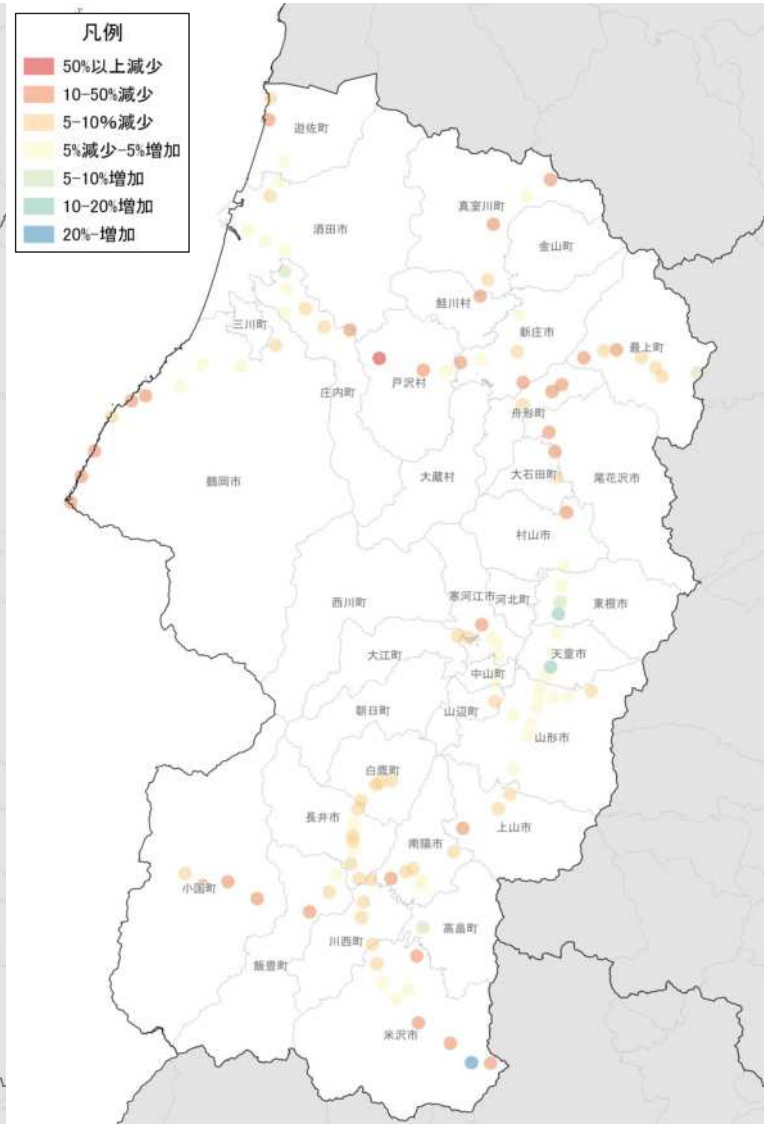 凡例
50%以上減少
10-50%減少
5-10%減少
5%減少-5%増加
5-10%増加
10-20%増加
20%-増加
遊佐町
酒田市
真室川町
金山町
鮭川村
三川町
新庄市
最上町
庄内町
戸沢村
舟形町
鶴岡市
大蔵村
大石田町
尾花沢市
村山市
西川町
寒河江市
河北町
東根市
大江町
天童市
中山町
朝日町
山辺町
山形市
白鷹町
長井市
南陽市
上山市
小国町
川西町
高畠町
飯豊町
米沢市